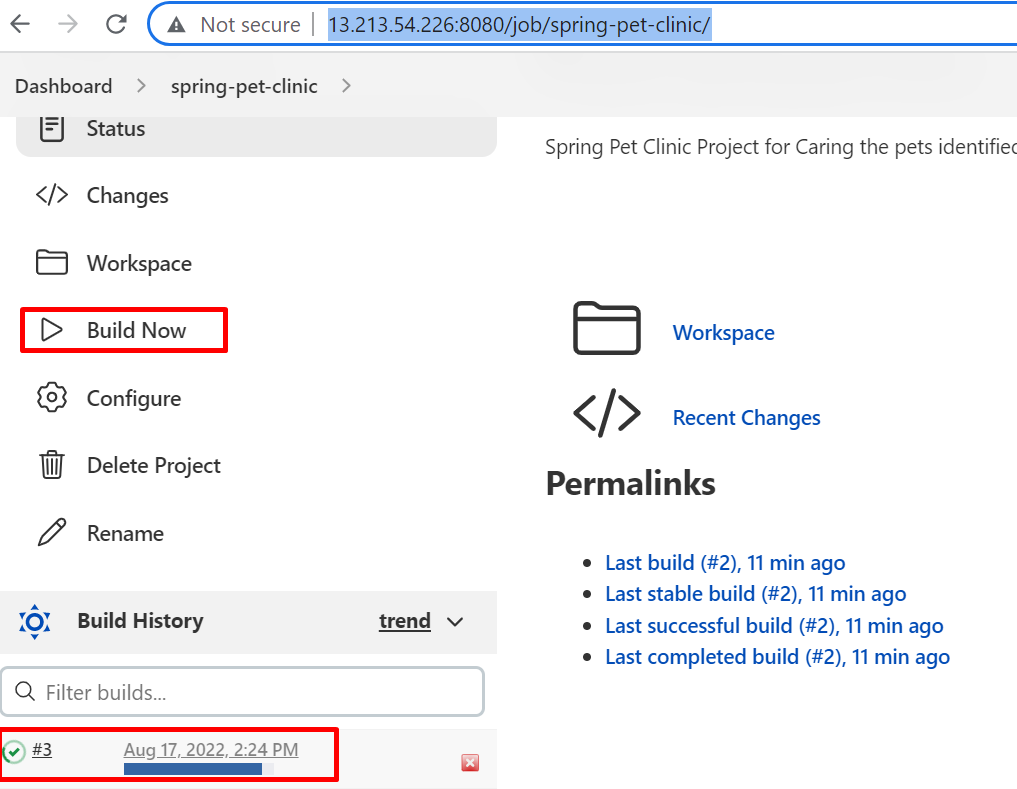 Not secure 13.213.54.226:8080/job/spring-pet-clinic/
Dashboard spring-pet-clinic
Status
Changes
Workspace
Build Now
Configure
Delete Project
Rename
Build History trend
Filter builds...
#3 Aug 17, 2022, 2:24 PM
Spring Pet Clinic Project for Caring the pets identified
Workspace
Recent Changes
Permalinks
Last build (#2), 11 min ago
Last stable build (#2), 11 min ago
Last successful build (#2), 11 min ago
Last completed build (#2), 11 min ago